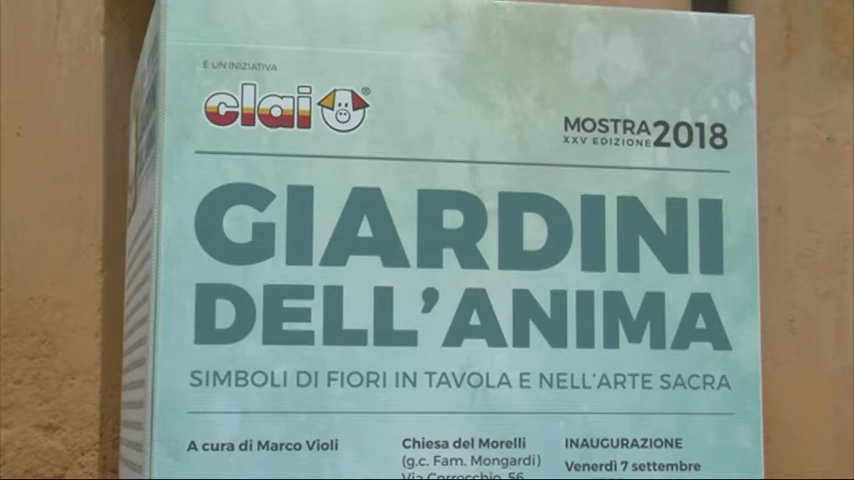 È UN'INIZIATIVA
clai®
MOSTRA 2018
XXV EDIZIONE
GIARDINI
DELL'ANIMA
SIMBOLI DI FIORI IN TAVOLA E NELL'ARTE SACRA
A cura di Marco Violi
Chiesa del Morelli
(g.c. Fam. Mongardi)
Via Correcchio, 56
INAUGURAZIONE
Venerdì 7 settembre